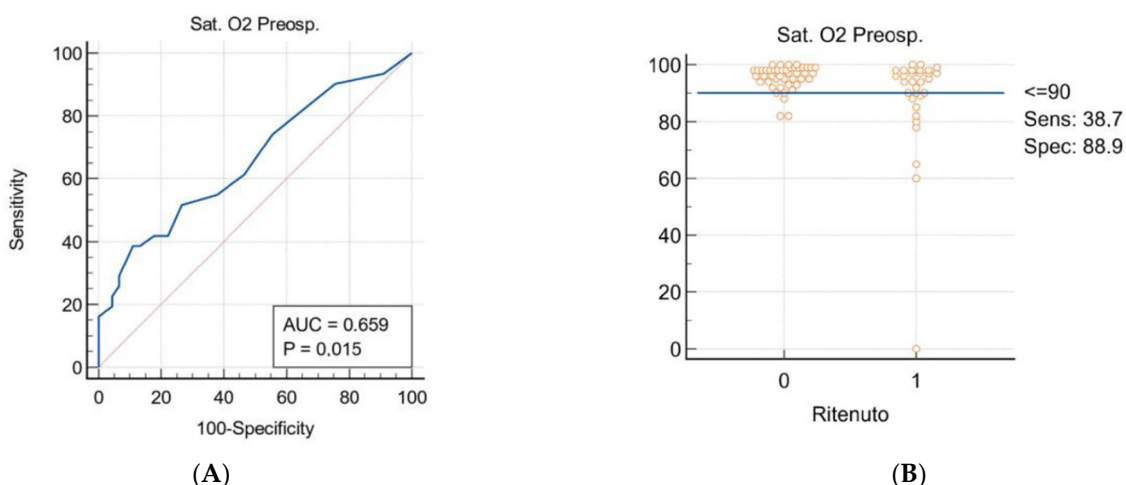 Sat. O2 Preosp.
100
80
60
40
20
0
Sensitivity
AUC = 0.659
P = 0.015
0 20 40 60 80 100
100-Specificity
(A)
Sat. O2 Preosp.
100
80
60
40
20
0
<=90
Sens: 38.7
Spec: 88.9
0 1
Ritenuto
(B)